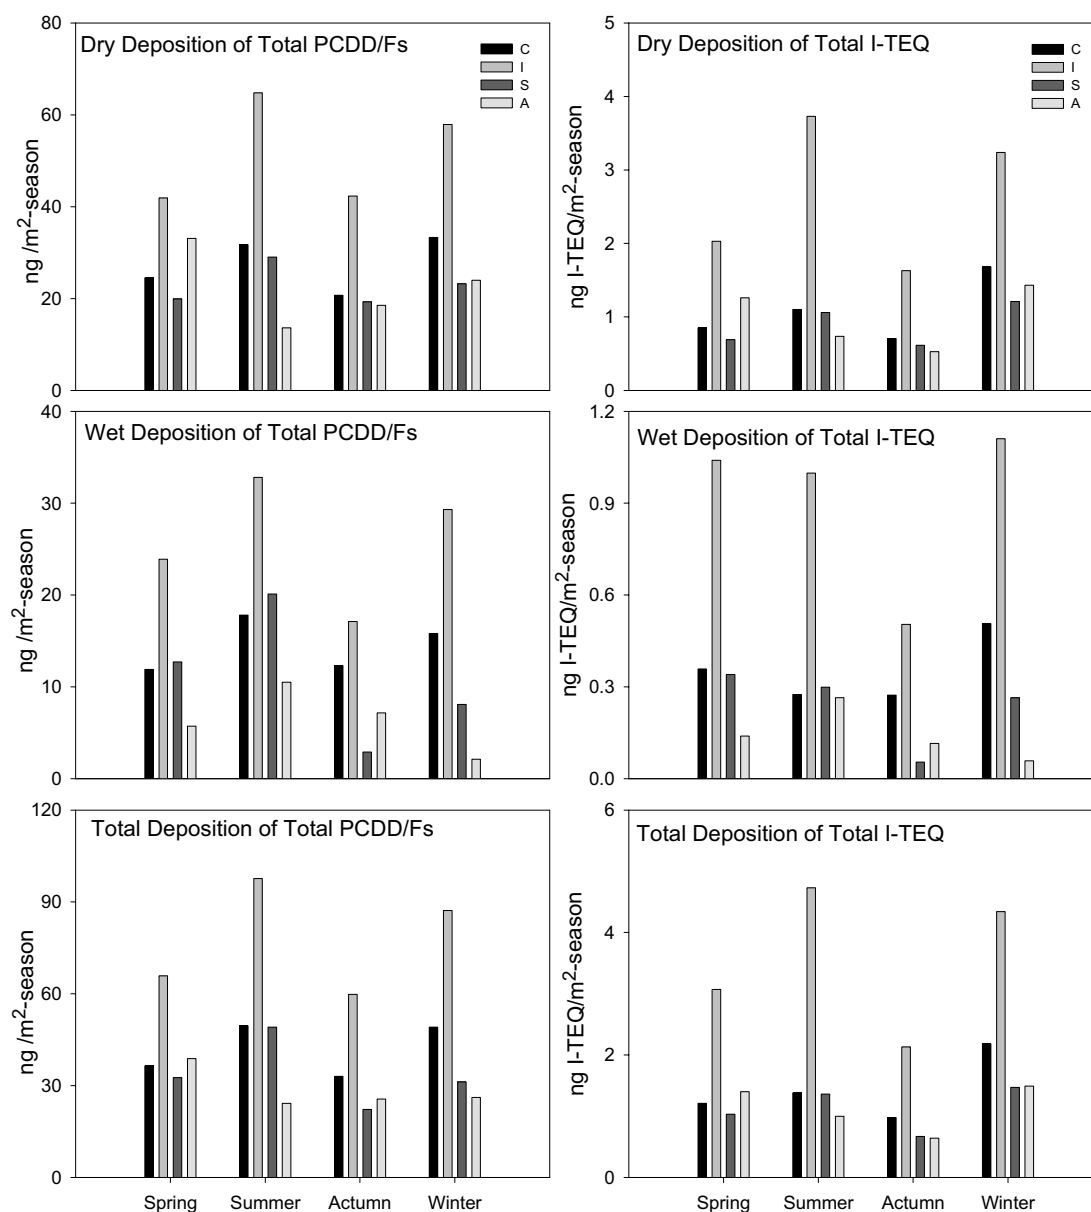 Dry Deposition of Total PCDD/Fs
C
I
S
A
80
60
40
20
0
ng /m²-season
Dry Deposition of Total I-TEQ
C
I
S
A
5
4
3
2
1
0
ng I-TEQ/m²-season
Wet Deposition of Total PCDD/Fs
40
30
20
10
0
ng /m²-season
Wet Deposition of Total I-TEQ
1.2
0.9
0.6
0.3
0.0
ng I-TEQ/m²-season
Total Deposition of Total PCDD/Fs
120
90
60
30
0
ng /m²-season
Spring Summer Actumn Winter
Total Deposition of Total I-TEQ
6
4
2
0
ng I-TEQ/m²-season
Spring Summer Actumn Winter